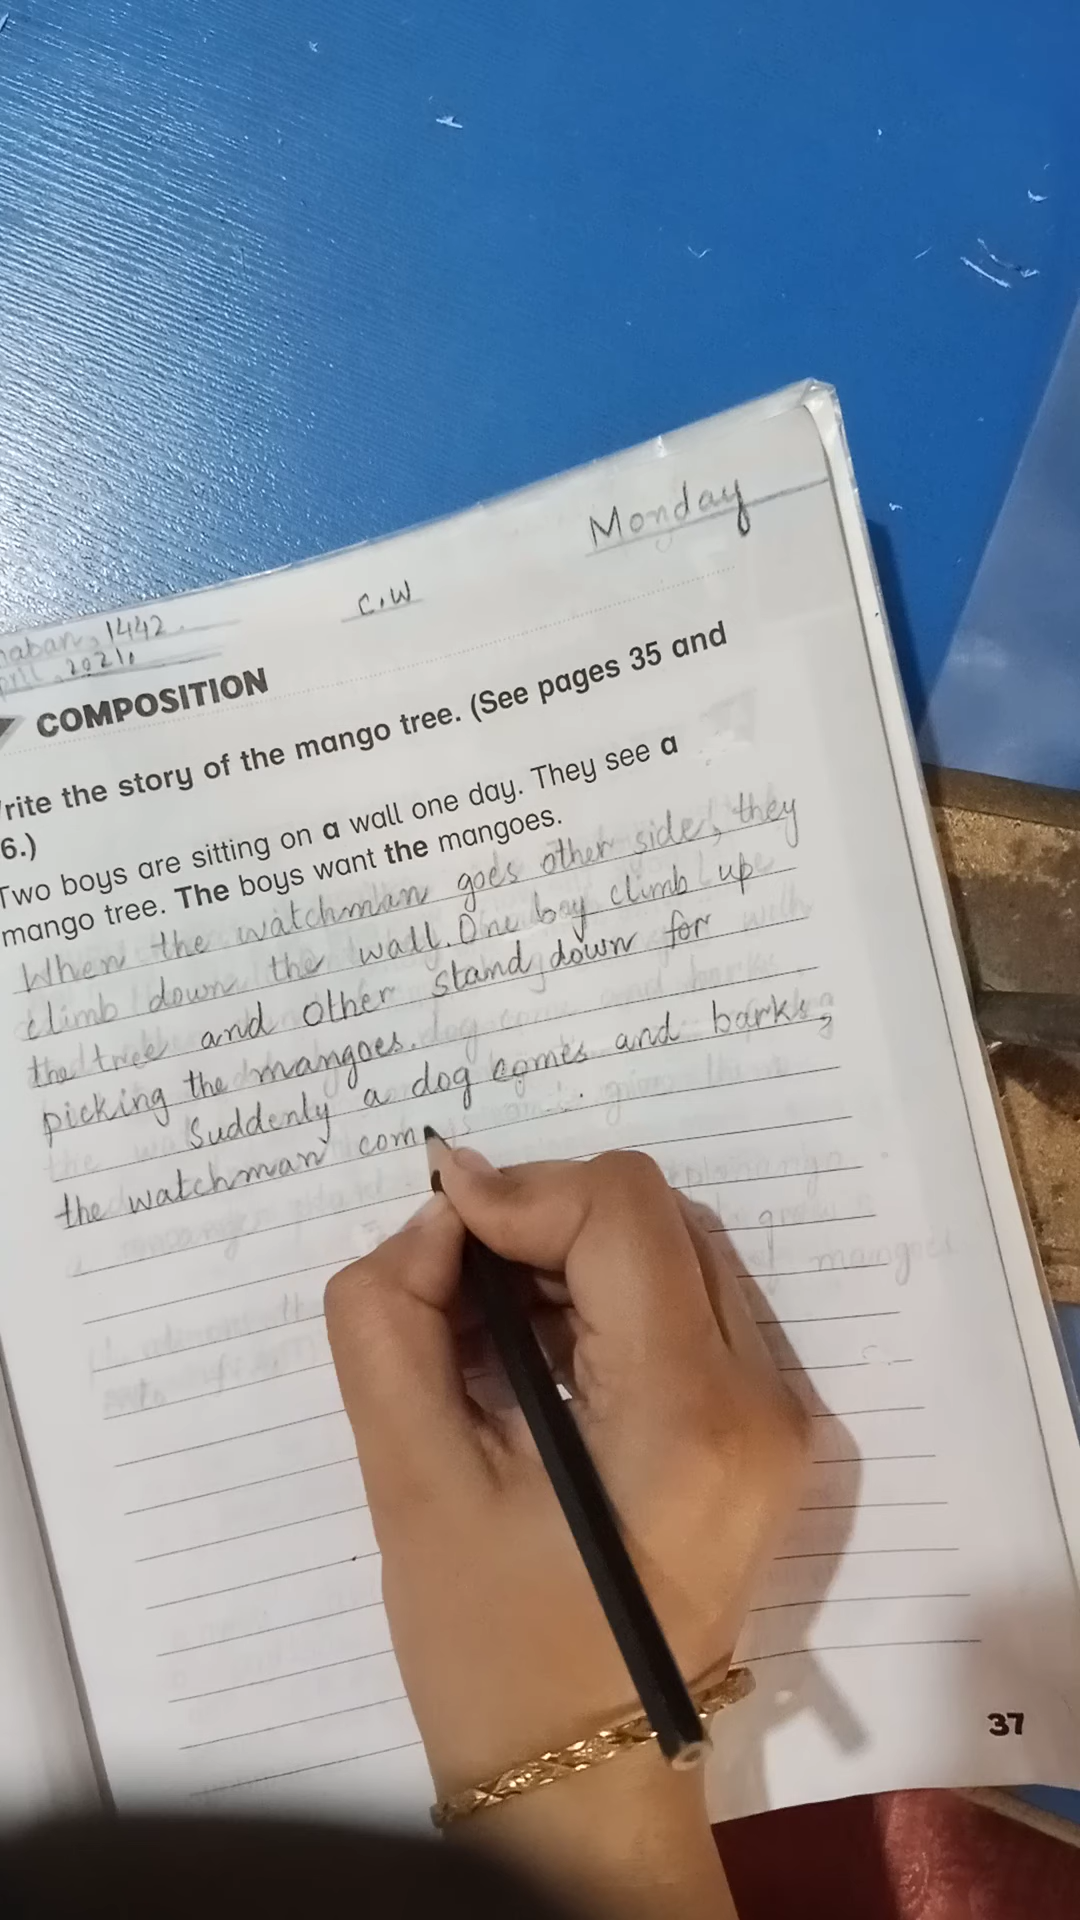 Monday
C.W
haban, 1442.
pril, 2021.
COMPOSITION
rite the story of the mango tree. (See pages 35 and
6.)
Two boys are sitting on a wall one day. They see a
mango tree. The boys want the mangoes.
When the watchman goes other side, they
climb down the wall. One boy climb up
the tree and other stand down for
picking the mangoes.
Suddenly a dog comes and barks,
the watchman com
37